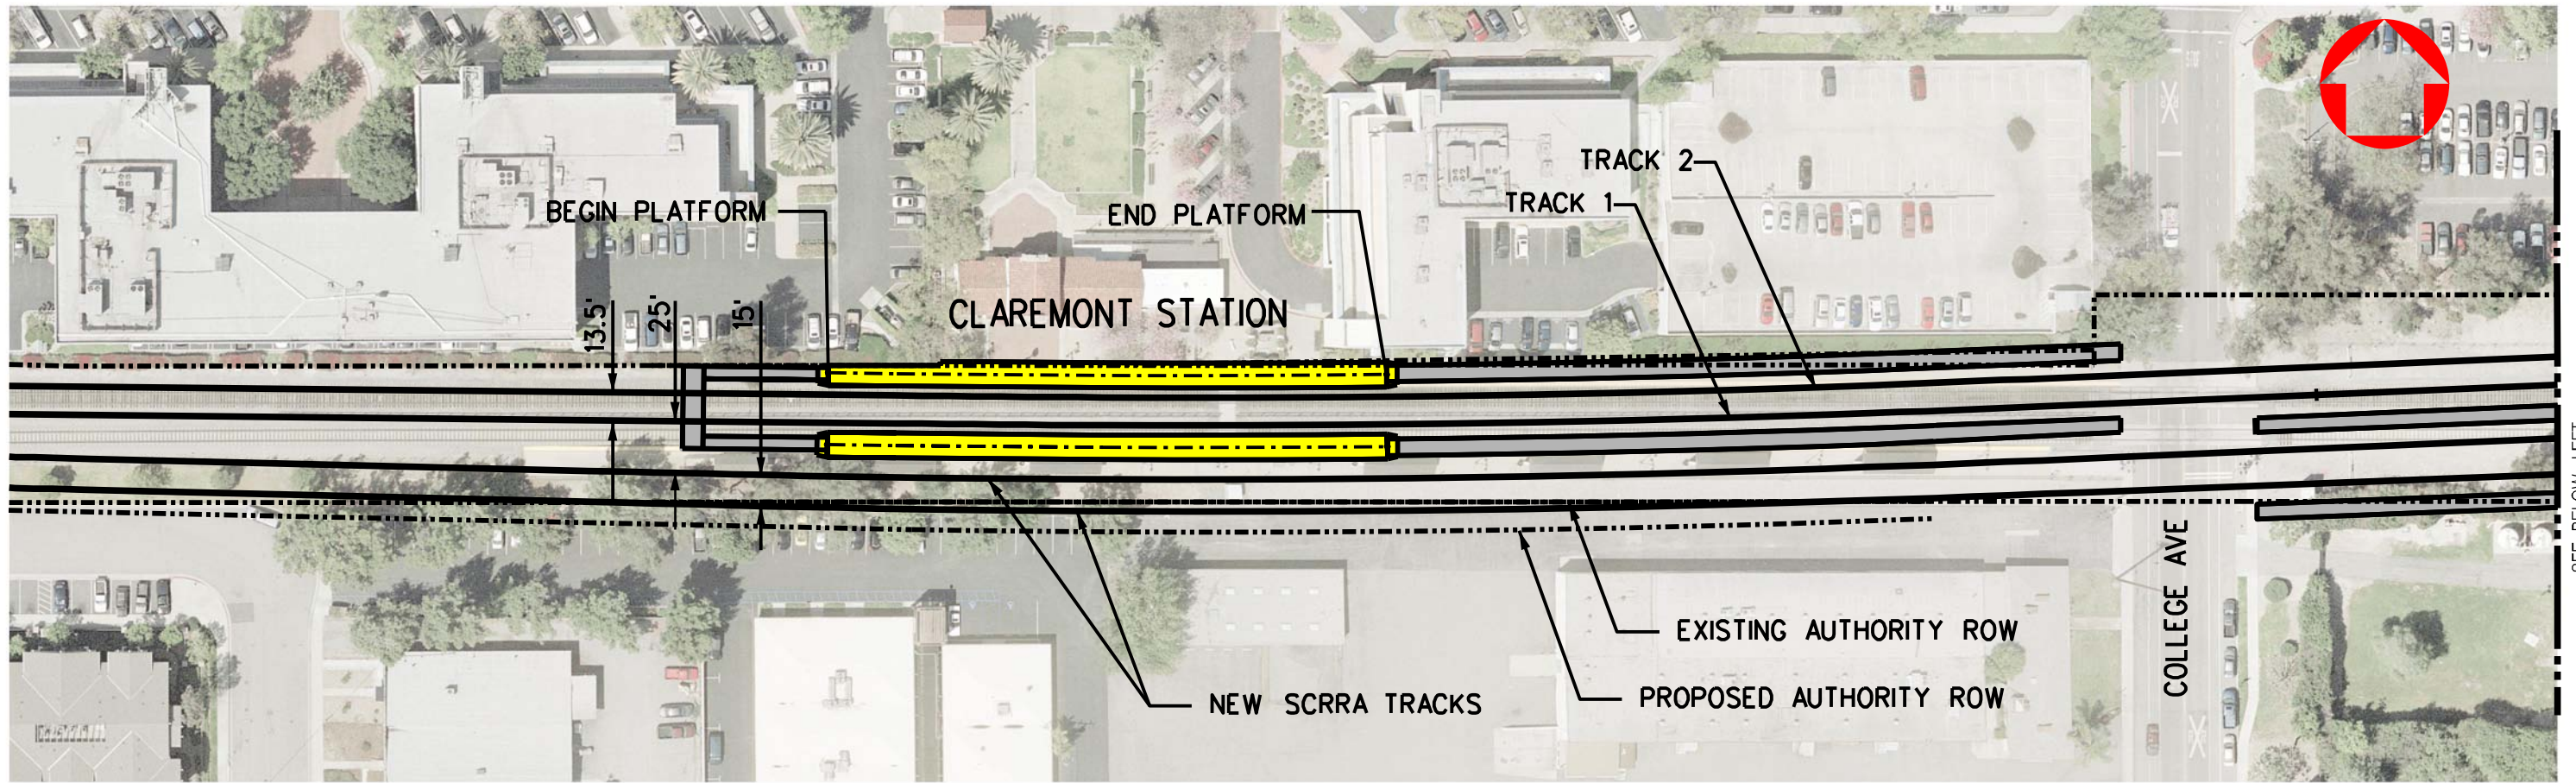 TRACK 2
TRACK 1
BEGIN PLATFORM
END PLATFORM
13.5'
25'
15'
CLAREMONT STATION
COLLEGE AVE
EXISTING AUTHORITY ROW
PROPOSED AUTHORITY ROW
NEW SCRRA TRACKS